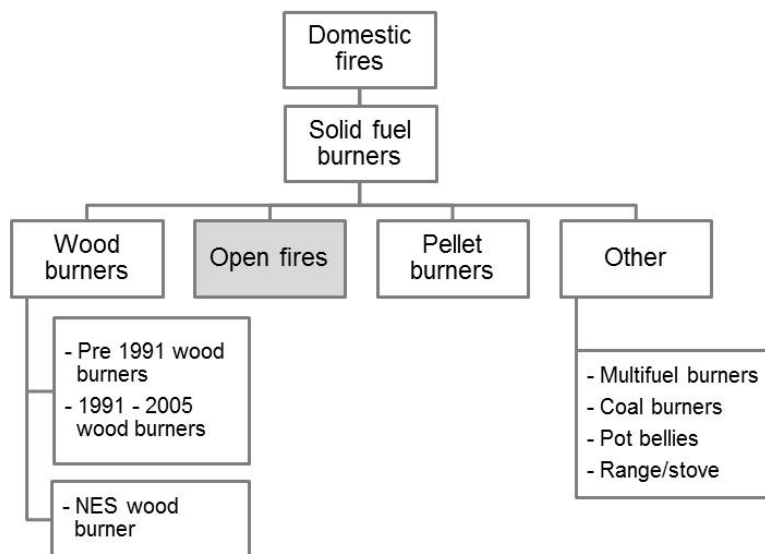 Domestic
fires
Solid fuel
burners
Wood
burners
Open fires
Pellet
burners
Other
- Pre 1991 wood
burners
- 1991 - 2005
wood burners
- NES wood
burner
- Multifuel burners
- Coal burners
- Pot bellies
- Range/stove